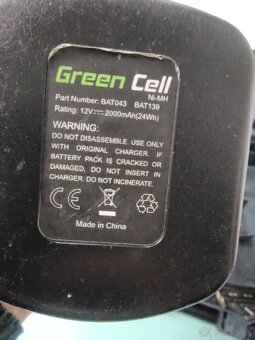 Green Cell
Ni-MH
Part Number: BAT043 BAT139
Rating: 12V⎓2000mAh(24Wh)
WARNING:
DO NOT DISASSEMBLE. USE ONLY
WITH ORIGINAL CHARGER. IF
BATTERY PACK IS CRACKED OR
DAMAGED, DO NOT INSERT. DO
NOT INCINERATE.
CE
Made in China